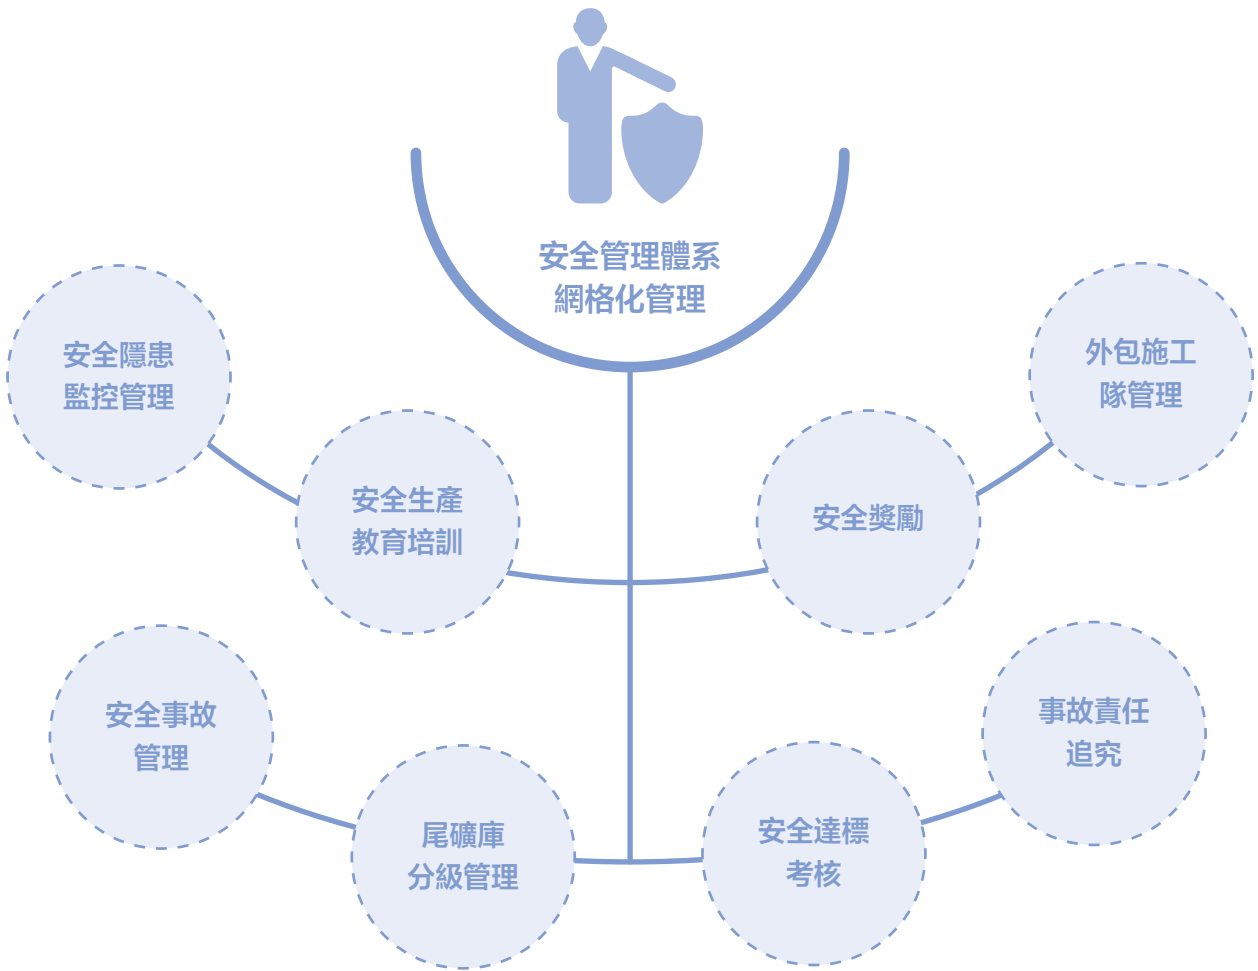 安全管理體系
網格化管理
安全隱患
監控管理
安全生產
教育培訓
安全獎勵
外包施工
隊管理
安全事故
管理
尾礦庫
分級管理
安全達標
考核
事故責任
追究